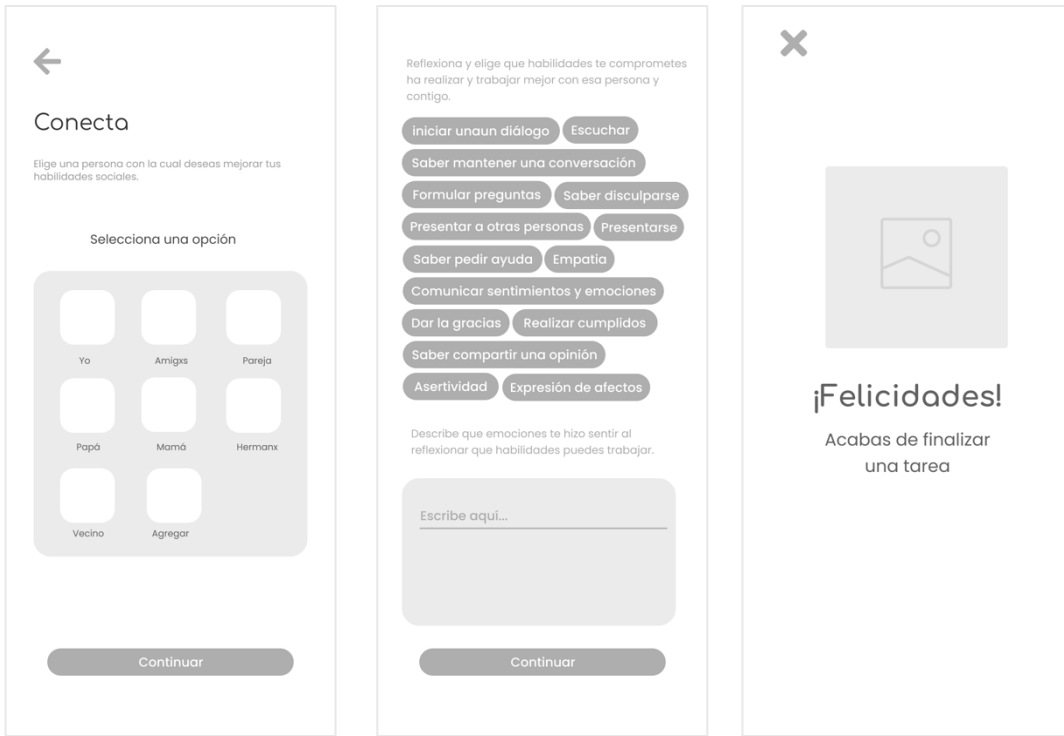 Conecta
Elige una persona con la cual deseas mejorar tus
habilidades sociales.
Selecciona una opción
Yo
Amigxs
Pareja
Papá
Mamá
Hermanx
Vecino
Agregar
Continuar
Reflexiona y elige que habilidades te comprometes
ha realizar y trabajar mejor con esa persona y
contigo.
iniciar unaun diálogo
Escuchar
Saber mantener una conversación
Formular preguntas
Saber disculparse
Presentar a otras personas
Presentarse
Saber pedir ayuda
Empatia
Comunicar sentimientos y emociones
Dar la gracias
Realizar cumplidos
Saber compartir una opinión
Asertividad
Expresión de afectos
Describe que emociones te hizo sentir al
reflexionar que habilidades puedes trabajar.
Escribe aquí...
Continuar
¡Felicidades!
Acabas de finalizar
una tarea